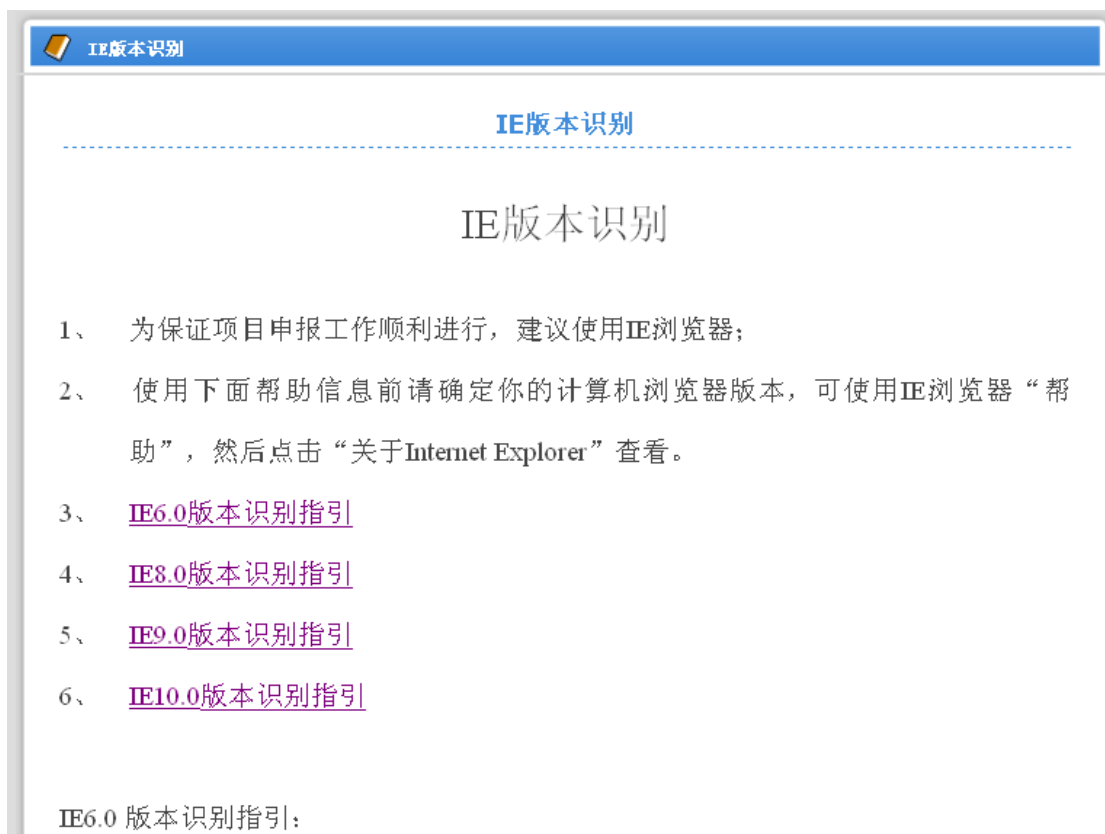 IE版本识别
IE版本识别
IE版本识别
1、 为保证项目申报工作顺利进行，建议使用IE浏览器；
2、 使用下面帮助信息前请确定你的计算机浏览器版本，可使用IE浏览器“帮
助”，然后点击“关于Internet Explorer”查看。
3、 IE6.0版本识别指引
4、 IE8.0版本识别指引
5、 IE9.0版本识别指引
6、 IE10.0版本识别指引
IE6.0 版本识别指引：